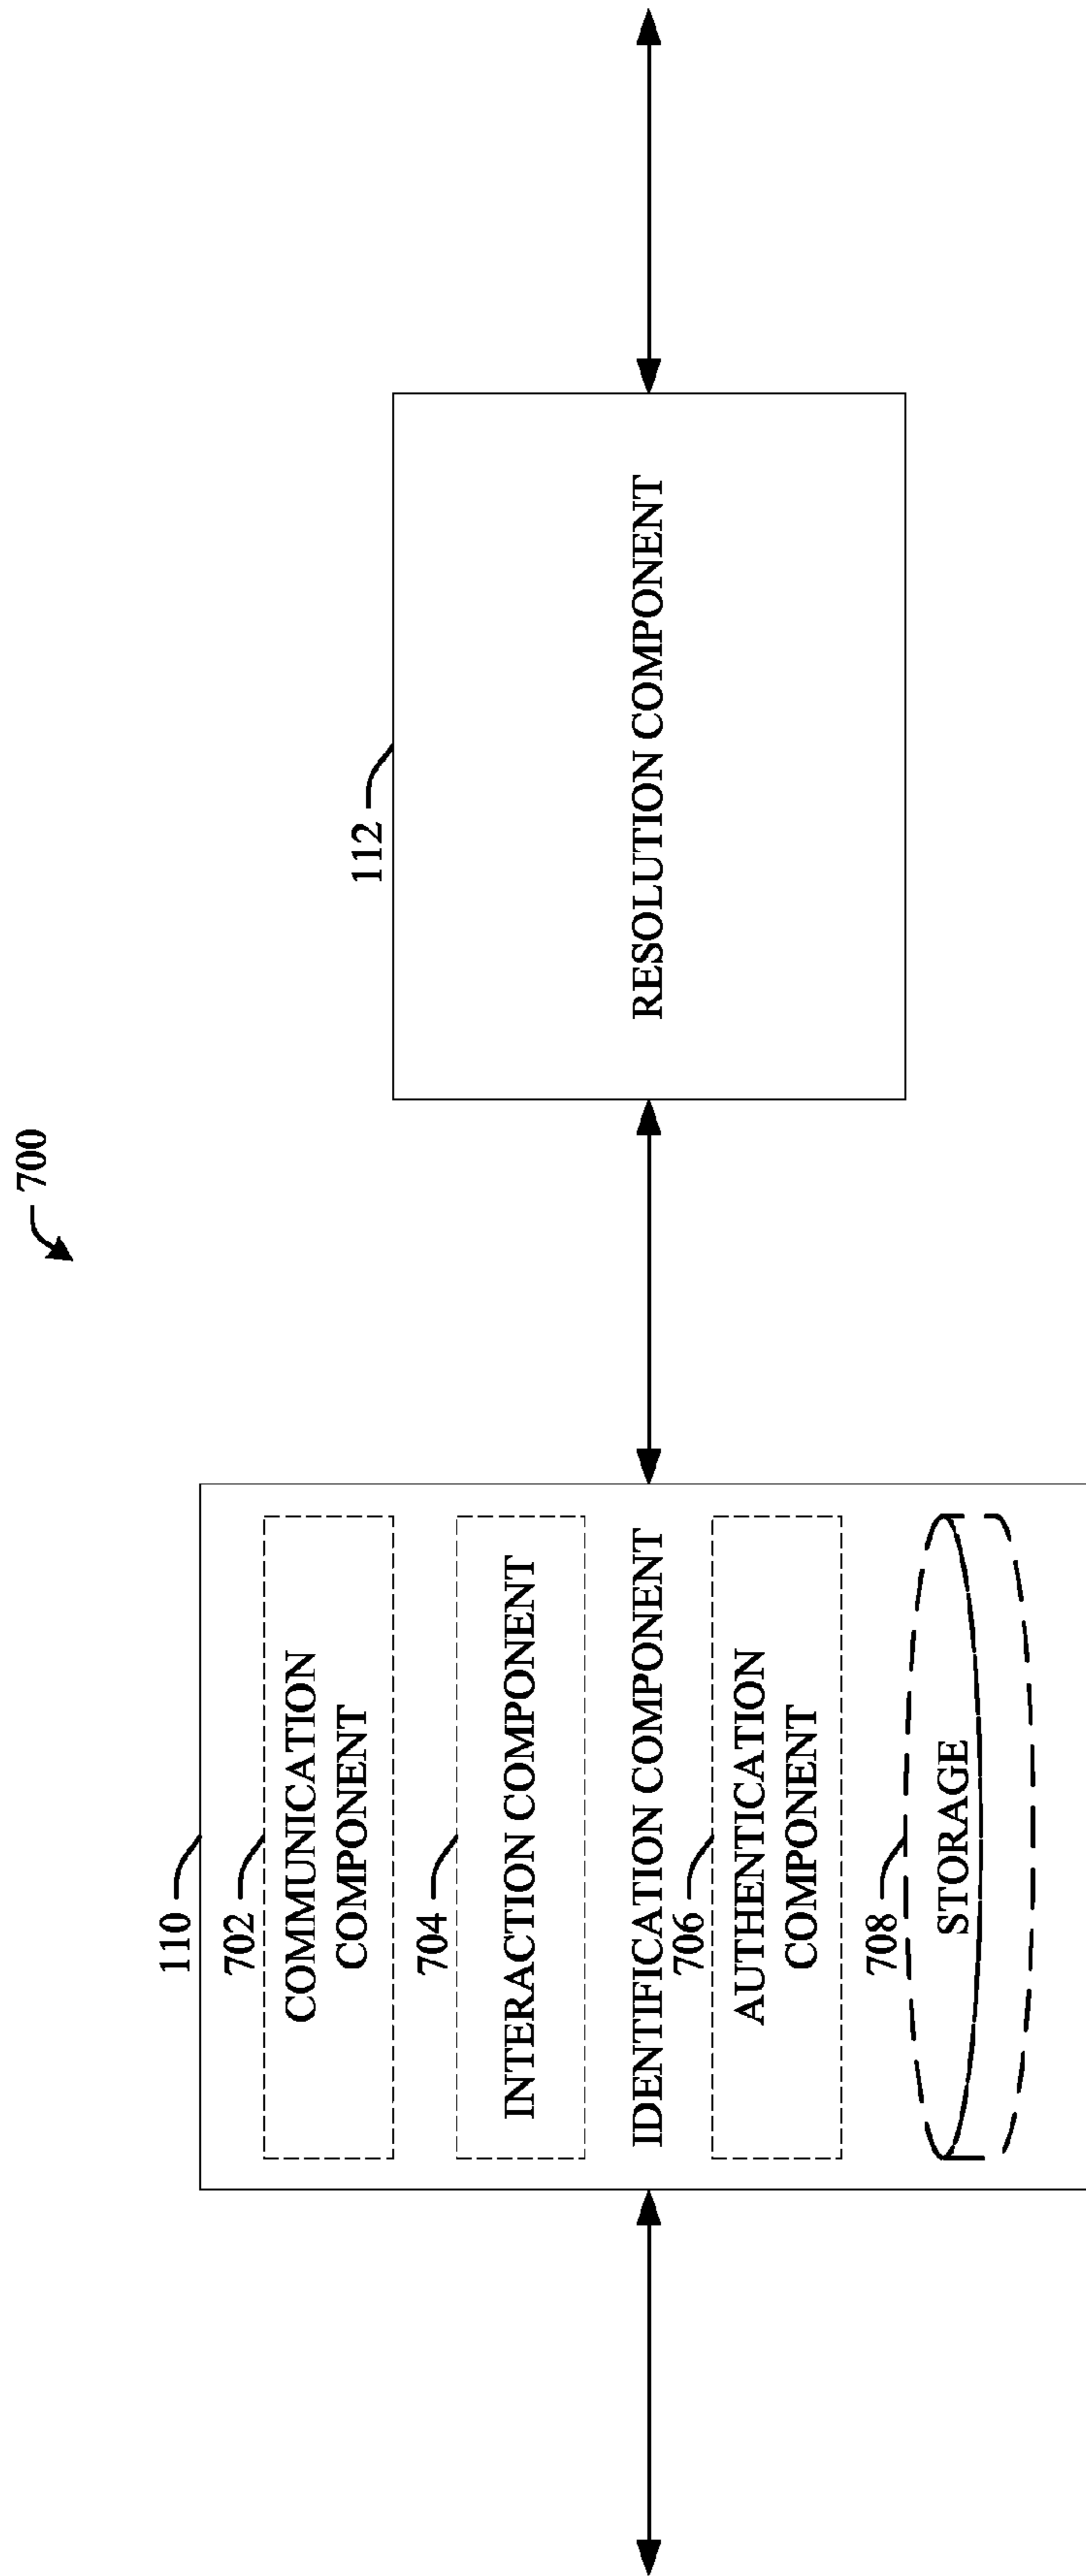 700
110
702
COMMUNICATION
COMPONENT
704
INTERACTION COMPONENT
IDENTIFICATION COMPONENT
706
AUTHENTICATION
COMPONENT
708
STORAGE
112
RESOLUTION COMPONENT